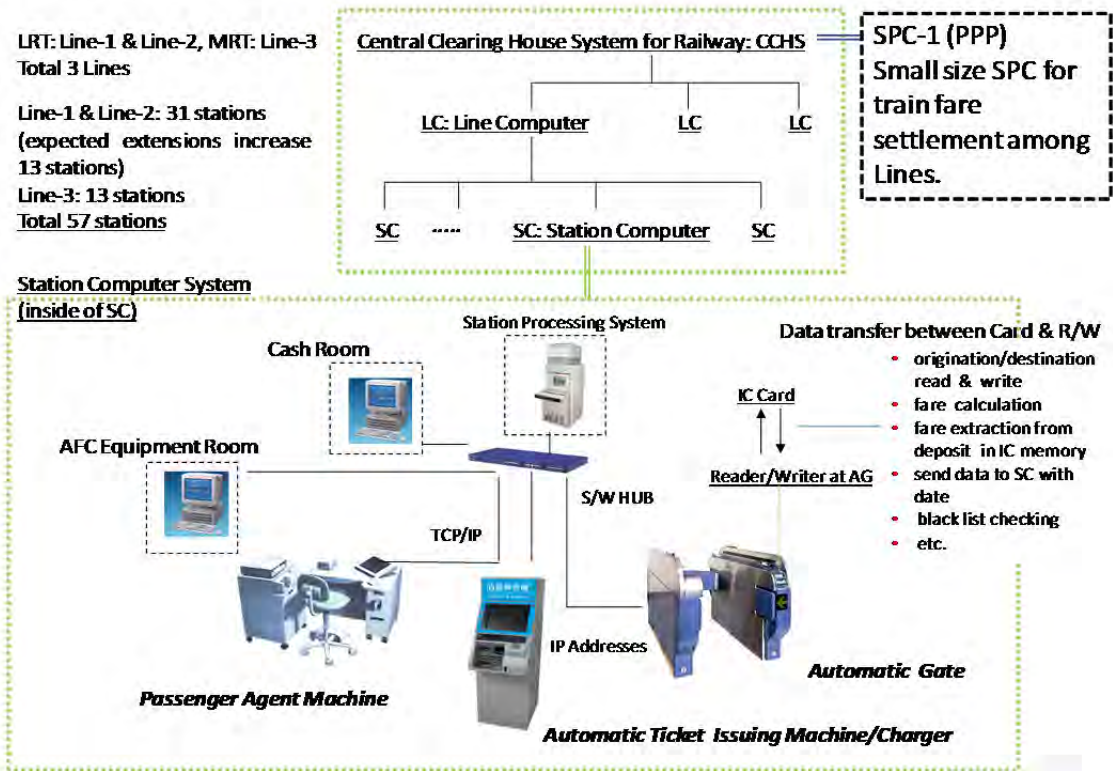 LRT: Line-1 & Line-2, MRT: Line-3
Total 3 Lines
Line-1 & Line-2: 31 stations
(expected extensions increase
13 stations)
Line-3: 13 stations
Total 57 stations
Central Clearing House System for Railway: CCHS
LC: Line Computer
LC
LC
SC
.....
SC: Station Computer
SC
SPC-1 (PPP)
Small size SPC for
train fare
settlement among
Lines.
Station Computer System
(inside of SC)
Station Processing System
Cash Room
AFC Equipment Room
S/W HUB
TCP/IP
IP Addresses
Data transfer between Card & R/W
• origination/destination
read & write
• fare calculation
• fare extraction from
deposit in IC memory
• send data to SC with
date
• black list checking
• etc.
IC Card
Reader/Writer at AG
Passenger Agent Machine
Automatic Gate
Automatic Ticket Issuing Machine/Charger